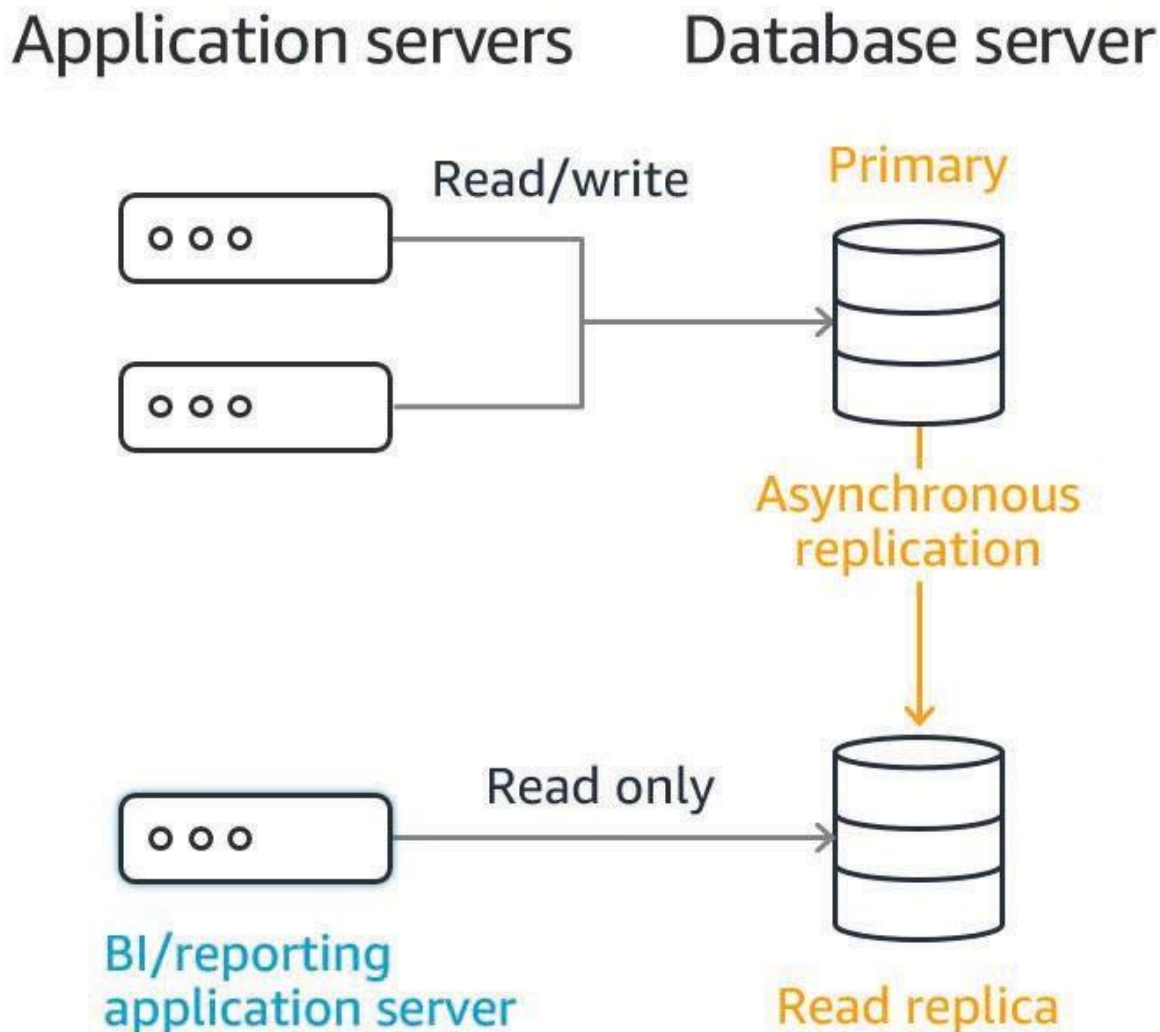 Application servers
Database server
Read/write
Primary
Asynchronous
replication
Read only
BI/reporting
application server
Read replica